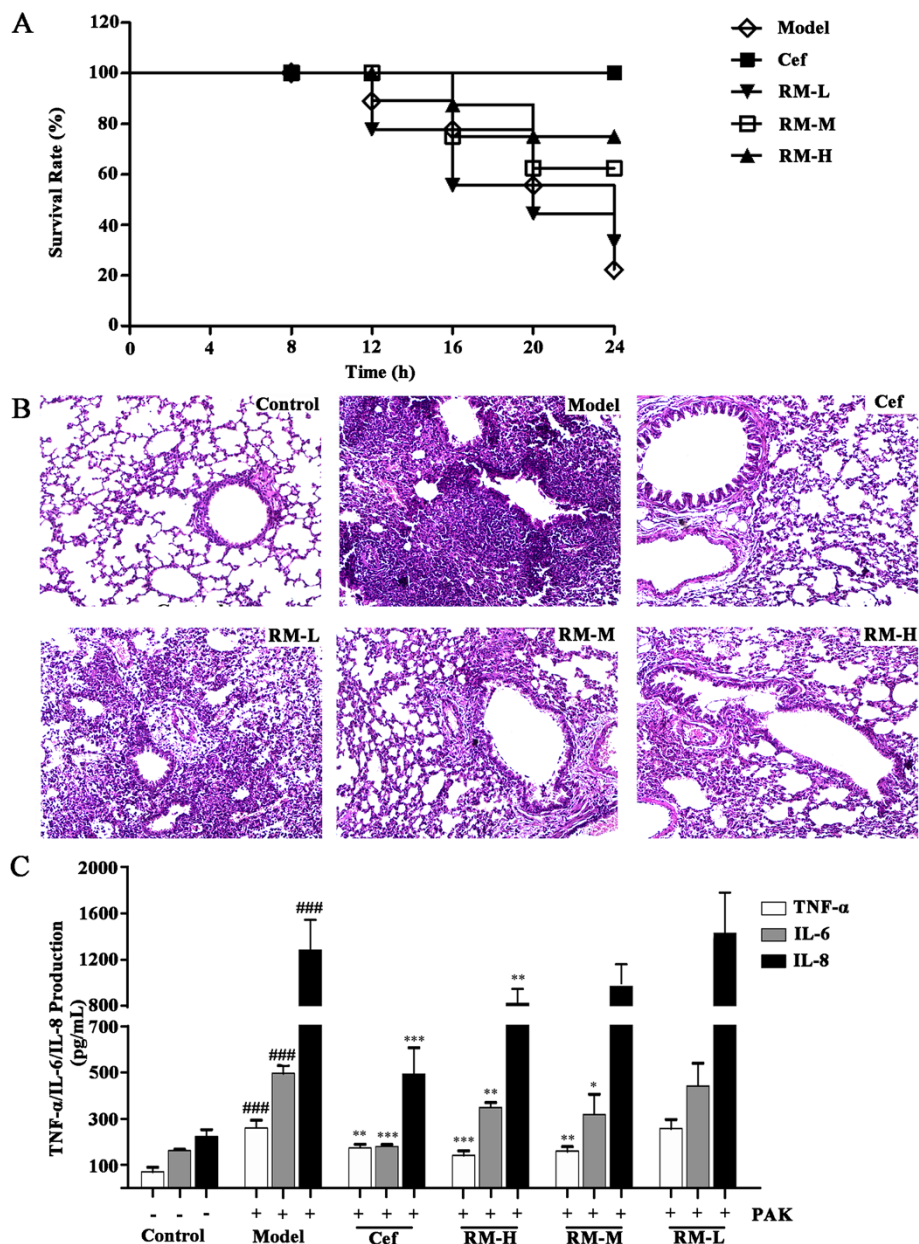 A
120
100
80
60
40
20
0
Survival Rate (%)
0 4 8 12 16 20 24
Time (h)
Model
Cef
RM-L
RM-M
RM-H
B
Control
Model
Cef
RM-L
RM-M
RM-H
C
2000
1600
1200
800
700
500
300
100
TNF-α/IL-6/IL-8 Production
(pg/mL)
TNF-α
IL-6
IL-8
### ### ###
** *** ***
*** ** **
** *
- - - + + + + + + + + + + + + + + + PAK
Control Model Cef RM-H RM-M RM-L